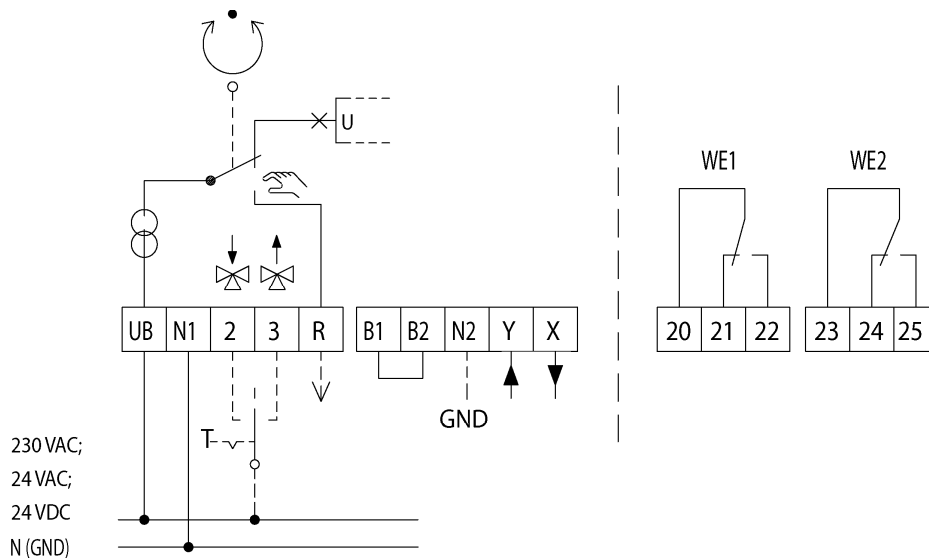 U
WE1 WE2
UB N1 2 3 R B1 B2 N2 Y X 20 21 22 23 24 25
GND
T
230 VAC;
24 VAC;
24 VDC
N (GND)